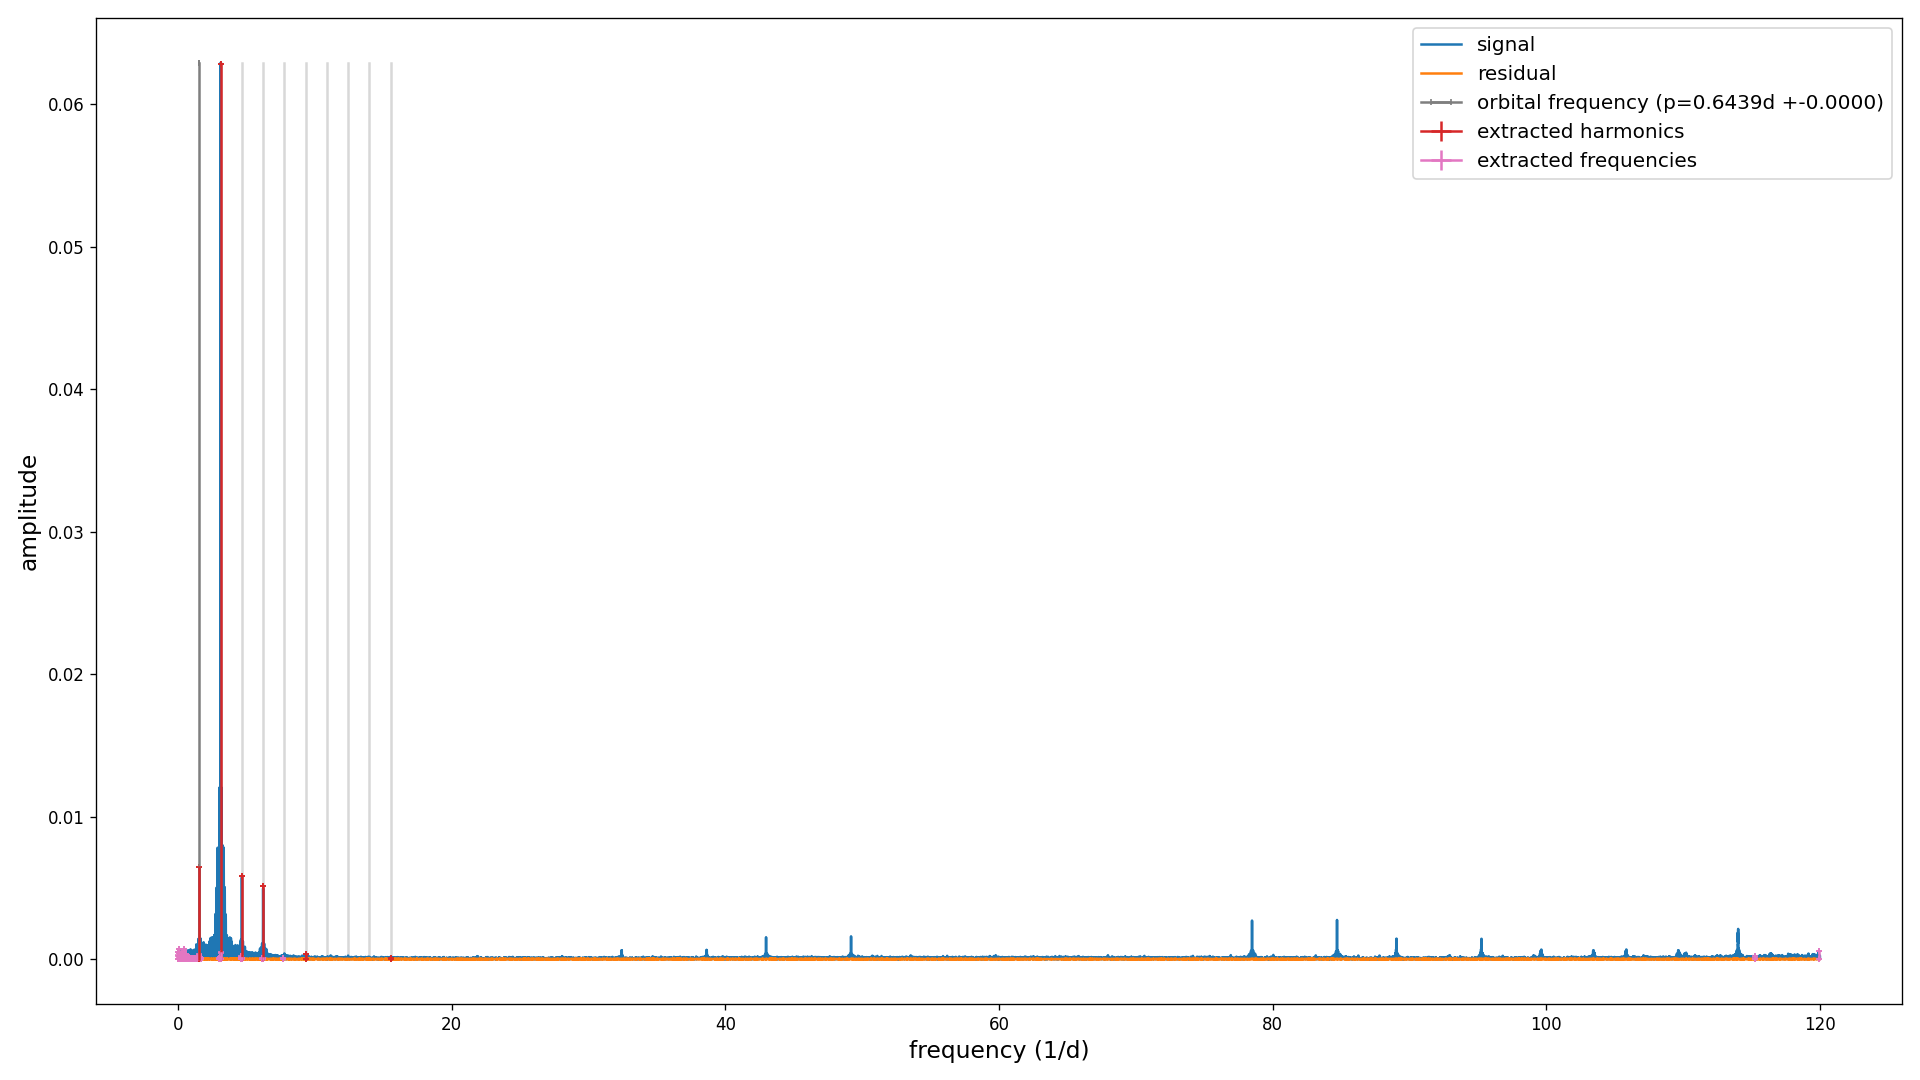 signal
residual
orbital frequency (p=0.6439d +-0.0000)
extracted harmonics
extracted frequencies
0.06
0.05
0.04
0.03
0.02
0.01
0.00
amplitude
0 20 40 60 80 100 120
frequency (1/d)